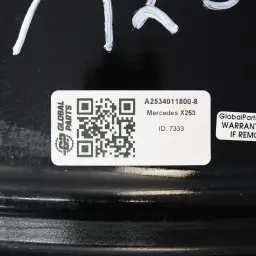 GLOBAL
PARTS
A2534011800-8
Mercedes X253
ID: 7333
GlobalPart
WARRANT
IF REMO